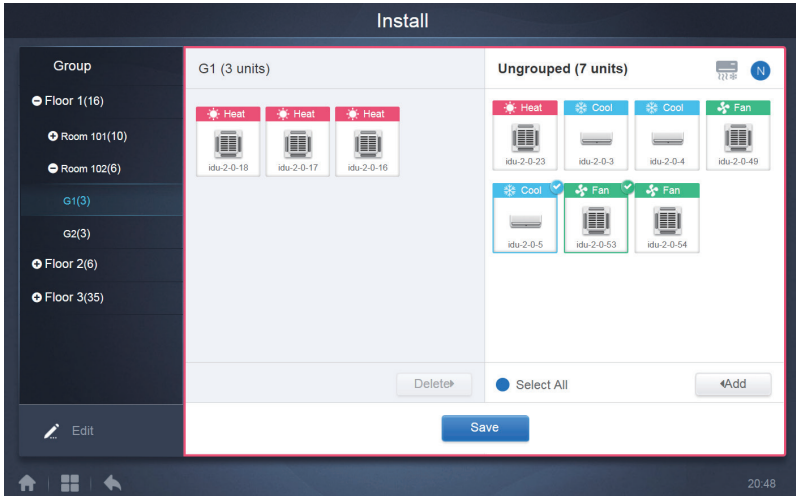 Install
Group
Floor 1(16)
Room 101(10)
Room 102(6)
G1(3)
G2(3)
Floor 2(6)
Floor 3(35)
Edit
G1 (3 units)
Heat
idu-2-0-18
Heat
idu-2-0-17
Heat
idu-2-0-16
Delete
Ungrouped (7 units)
N
Heat
idu-2-0-23
Cool
idu-2-0-3
Cool
idu-2-0-4
Fan
idu-2-0-49
Cool
idu-2-0-5
Fan
idu-2-0-53
Fan
idu-2-0-54
Select All
Add
Save
20:48